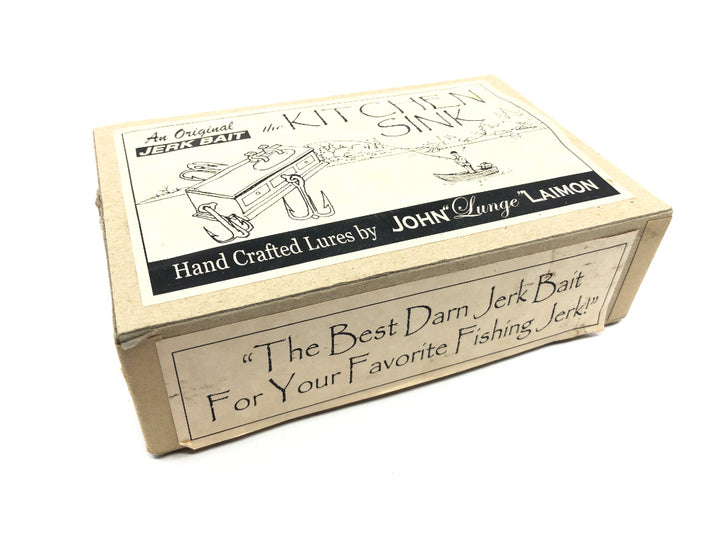 An Original
JERK BAIT
the KITCHEN
SINK
Hand Crafted Lures by JOHN "Lunge" LAIMON
"The Best Darn Jerk Bait
For Your Favorite Fishing Jerk!"